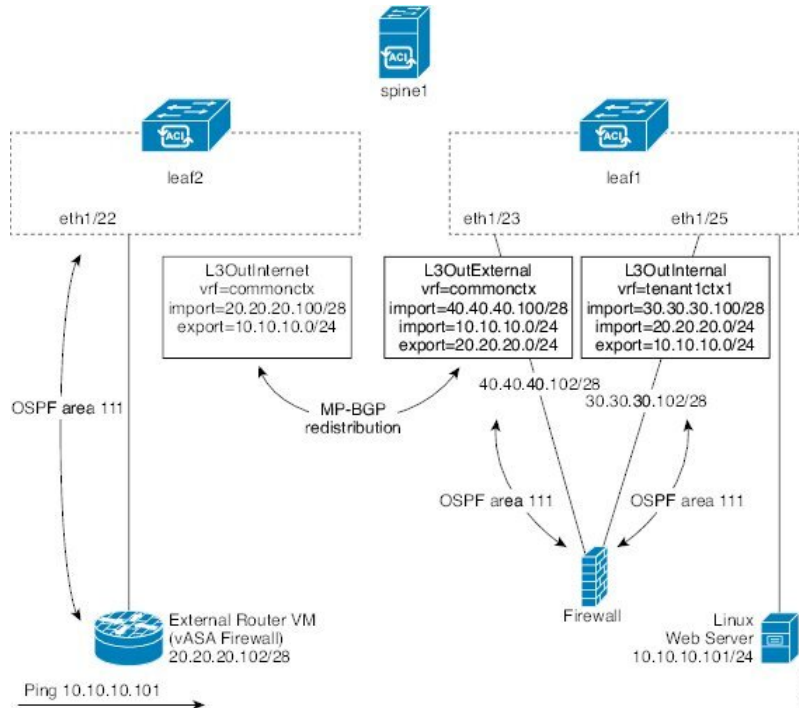 ACI
spine1
ACI
leaf2
ACI
leaf1
eth1/22
eth1/23
eth1/25
L3OutInternet
vrf=commonctx
import=20.20.20.100/28
export=10.10.10.0/24
L3OutExternal
vrf=commonctx
import=40.40.40.100/28
import=10.10.10.0/24
export=20.20.20.0/24
L3OutInternal
vrf=tenant1ctx1
import=30.30.30.100/28
import=20.20.20.0/24
export=10.10.10.0/24
40.40.40.102/28
30.30.30.102/28
OSPF area 111
MP-BGP
redistribution
OSPF area 111
OSPF area 111
External Router VM
(vASA Firewall)
20.20.20.102/28
Firewall
Linux
Web Server
10.10.10.101/24
Ping 10.10.10.101